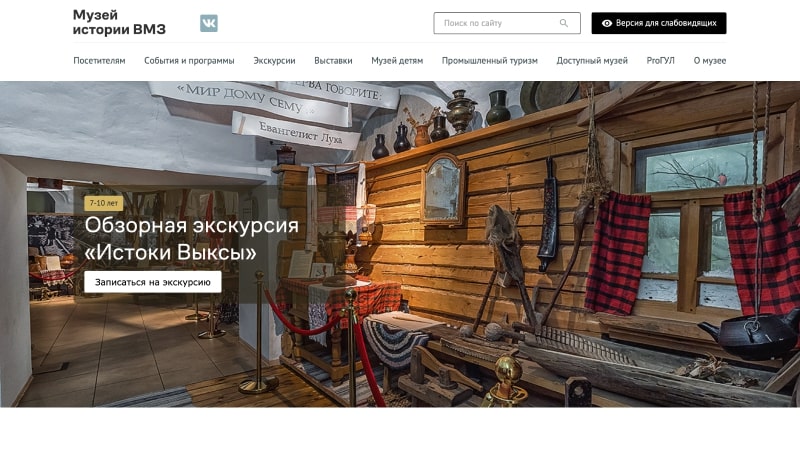 Музей
истории ВМЗ
Поиск по сайту
Версия для слабовидящих
Посетителям
События и программы
Экскурсии
Выставки
Музей детям
Промышленный туризм
Доступный музей
ProГУЛ
О музее
ЕРВА ГОВОРИТЕ:
«МИР ДОМУ СЕМУ...»
Евангелист Лука
7-10 лет
Обзорная экскурсия
«Истоки Выксы»
Записаться на экскурсию